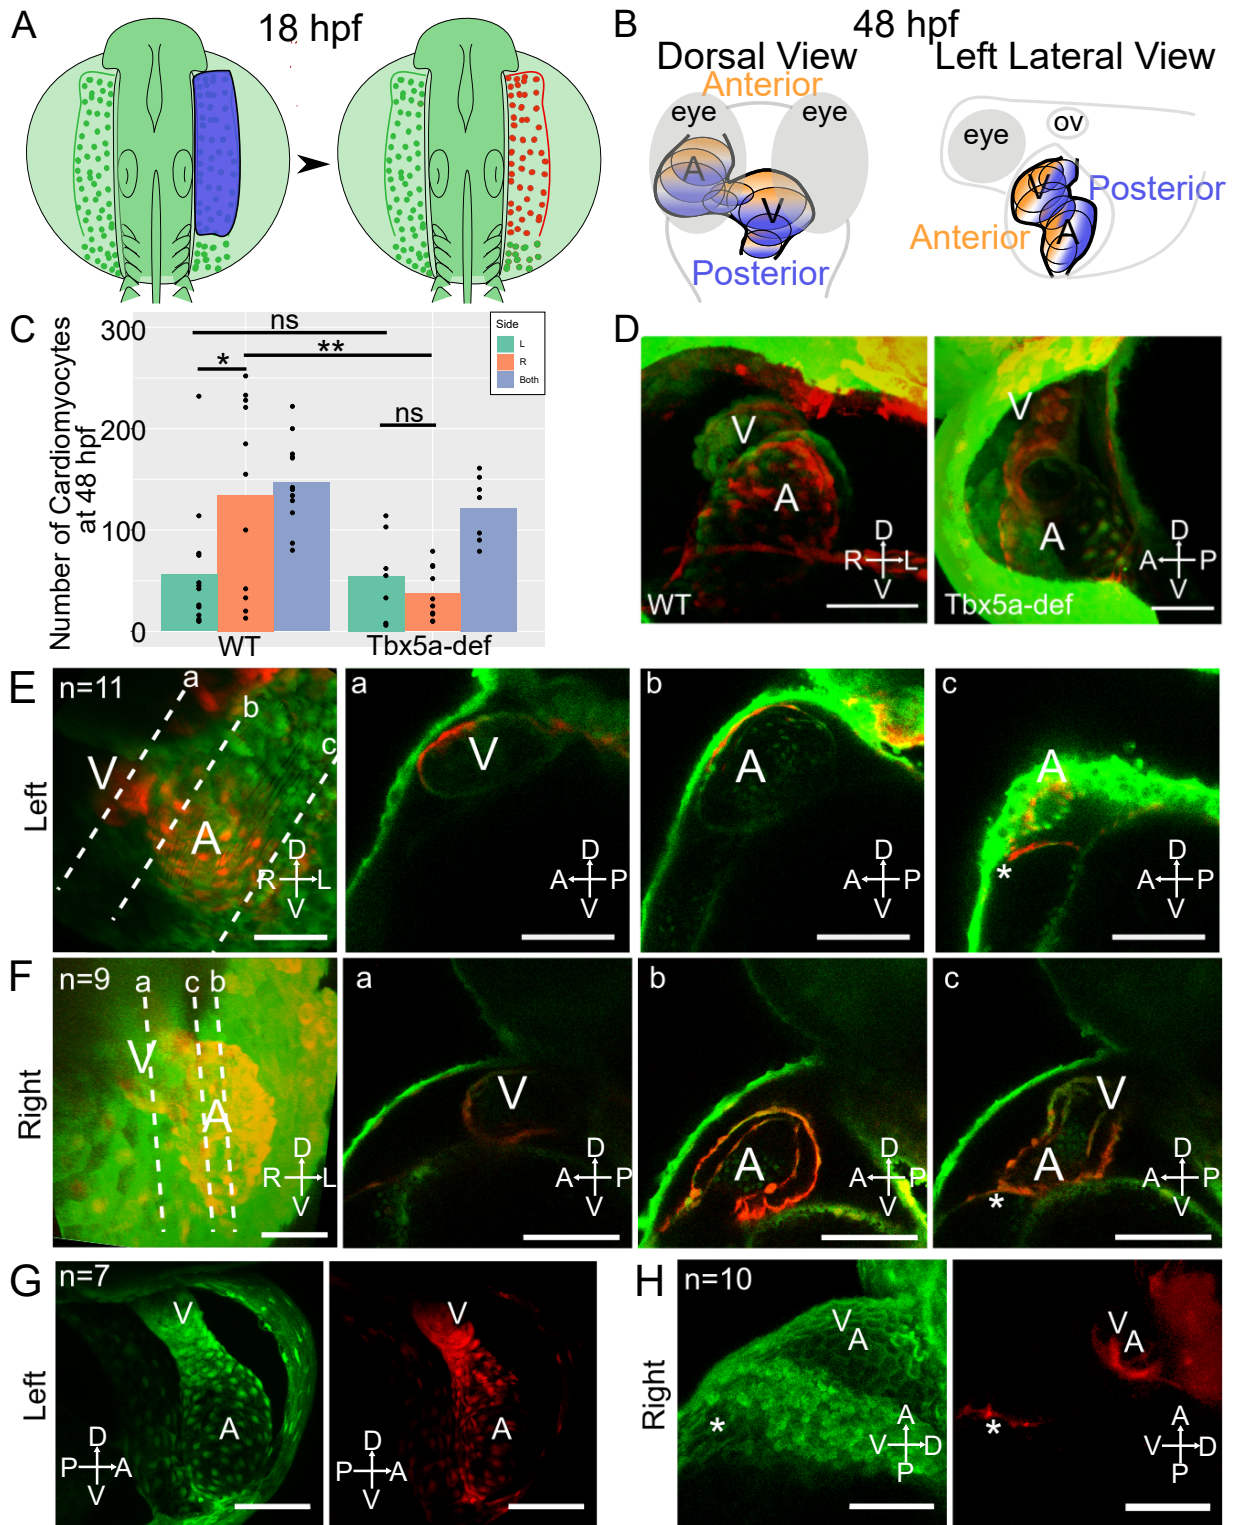 A
18 hpf
B
48 hpf
Dorsal View
Left Lateral View
Anterior
eye
eye
A
V
Posterior
eye
ov
V
Posterior
Anterior
A
C
Number of Cardiomyocytes
at 48 hpf
300
200
100
0
ns
*
**
ns
Side
L
R
Both
WT
Tbx5a-def
D
V
A
D
R
L
V
WT
V
A
D
A
P
V
Tbx5a-def
E
Left
n=11
a
b
c
V
A
D
R
L
V
a
V
D
A
P
V
b
A
D
A
P
V
c
A
*
D
A
P
V
F
Right
n=9
a
c
b
V
A
D
R
L
V
a
V
D
A
P
V
b
A
D
A
P
V
c
V
A
*
D
A
P
V
G
Left
n=7
V
A
D
P
A
V
V
A
D
P
A
V
H
Right
n=10
V
A
*
A
V
D
P
V
A
*
A
V
D
P